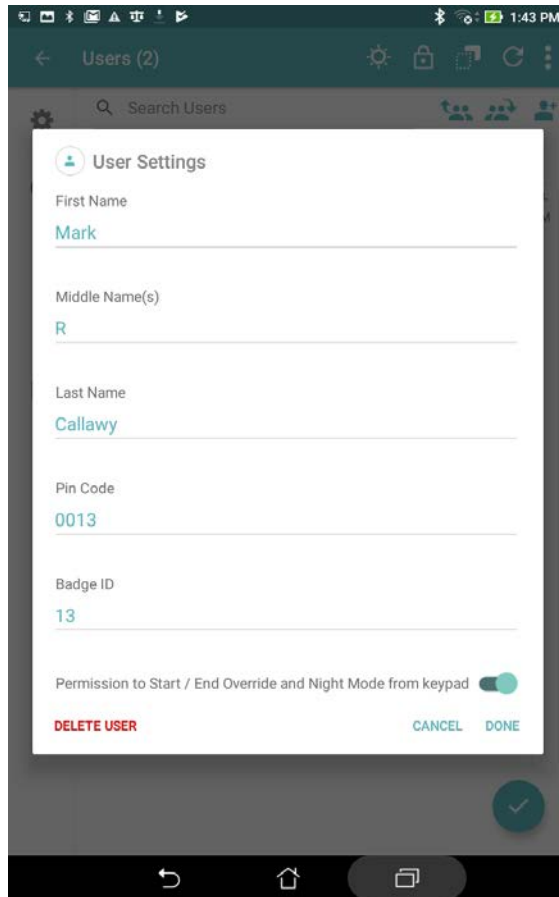 1:43 PM
Users (2)
Search Users
User Settings
First Name
Mark
Middle Name(s)
R
Last Name
Callawy
Pin Code
0013
Badge ID
13
Permission to Start / End Override and Night Mode from keypad
DELETE USER
CANCEL
DONE